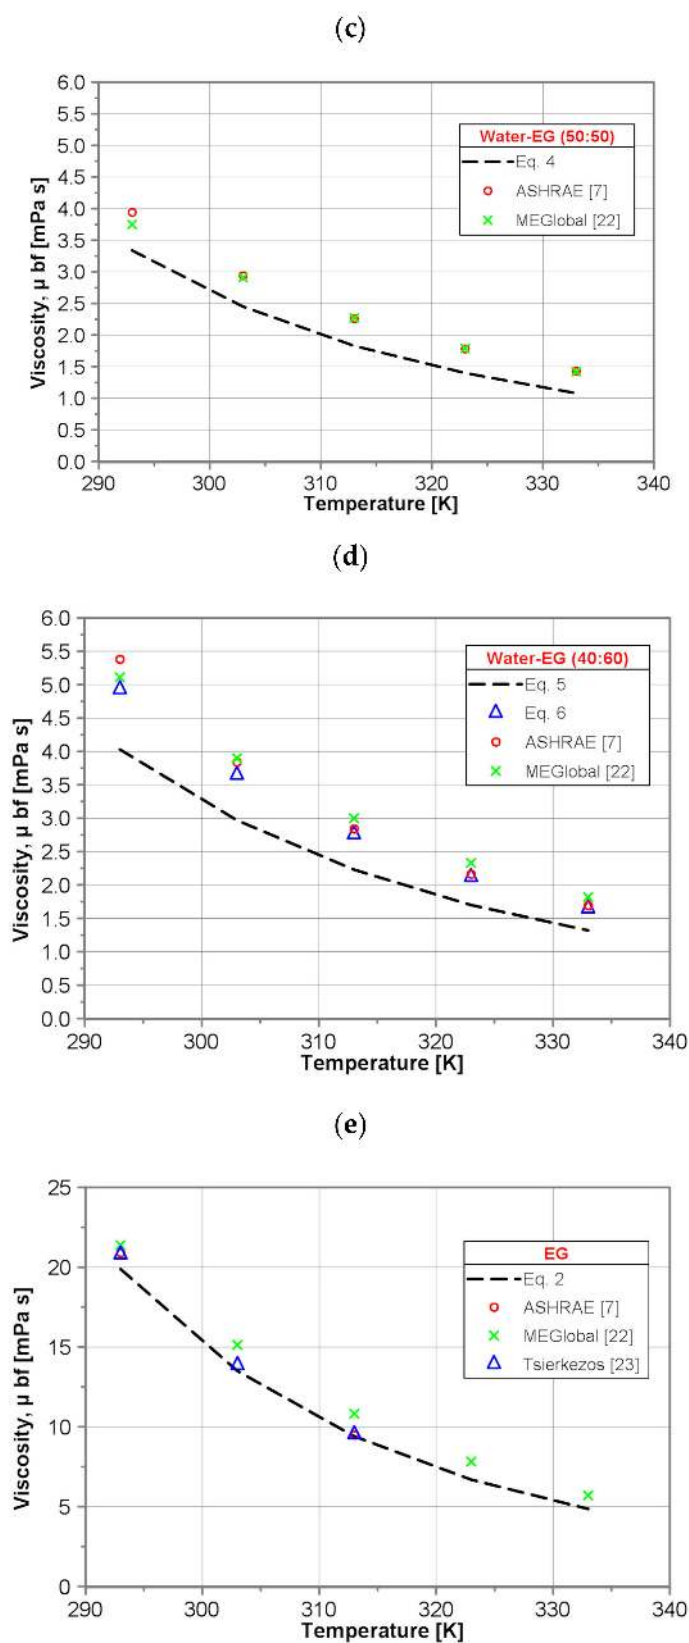 (c)
6.0
5.5
5.0
4.5
4.0
3.5
3.0
2.5
2.0
1.5
1.0
0.5
0.0
Viscosity, µ bf [mPa s]
Water-EG (50:50)
Eq. 4
ASHRAE [7]
MEGlobal [22]
290 300 310 320 330 340
Temperature [K]
(d)
6.0
5.5
5.0
4.5
4.0
3.5
3.0
2.5
2.0
1.5
1.0
0.5
0.0
Viscosity, µ bf [mPa s]
Water-EG (40:60)
Eq. 5
Eq. 6
ASHRAE [7]
MEGlobal [22]
290 300 310 320 330 340
Temperature [K]
(e)
25
20
15
10
5
0
Viscosity, µ bf [mPa s]
EG
Eq. 2
ASHRAE [7]
MEGlobal [22]
Tsierkezos [23]
290 300 310 320 330 340
Temperature [K]